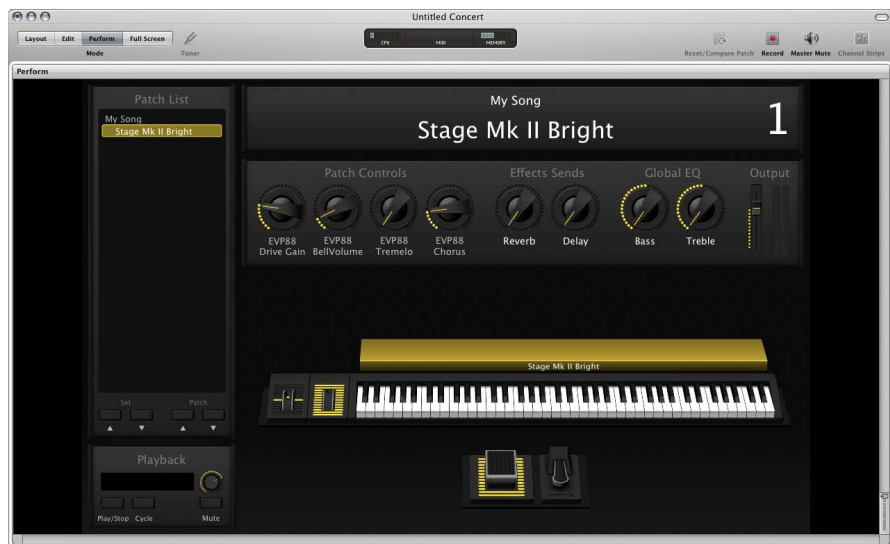 Untitled Concert
Layout Edit Perform Full Screen
Mode
Tuner
CPU MIDI MEMORY
Reset/Compare Patch Record Master Mute Channel Strips
Perform
Patch List
My Song
Stage Mk II Bright
My Song
Stage Mk II Bright
1
Patch Controls Effects Sends Global EQ Output
EVP88 Drive Gain
EVP88 BellVolume
EVP88 Tremelo
EVP88 Chorus
Reverb Delay Bass Treble
Stage Mk II Bright
Set Patch
Playback
Play/Stop Cycle Mute